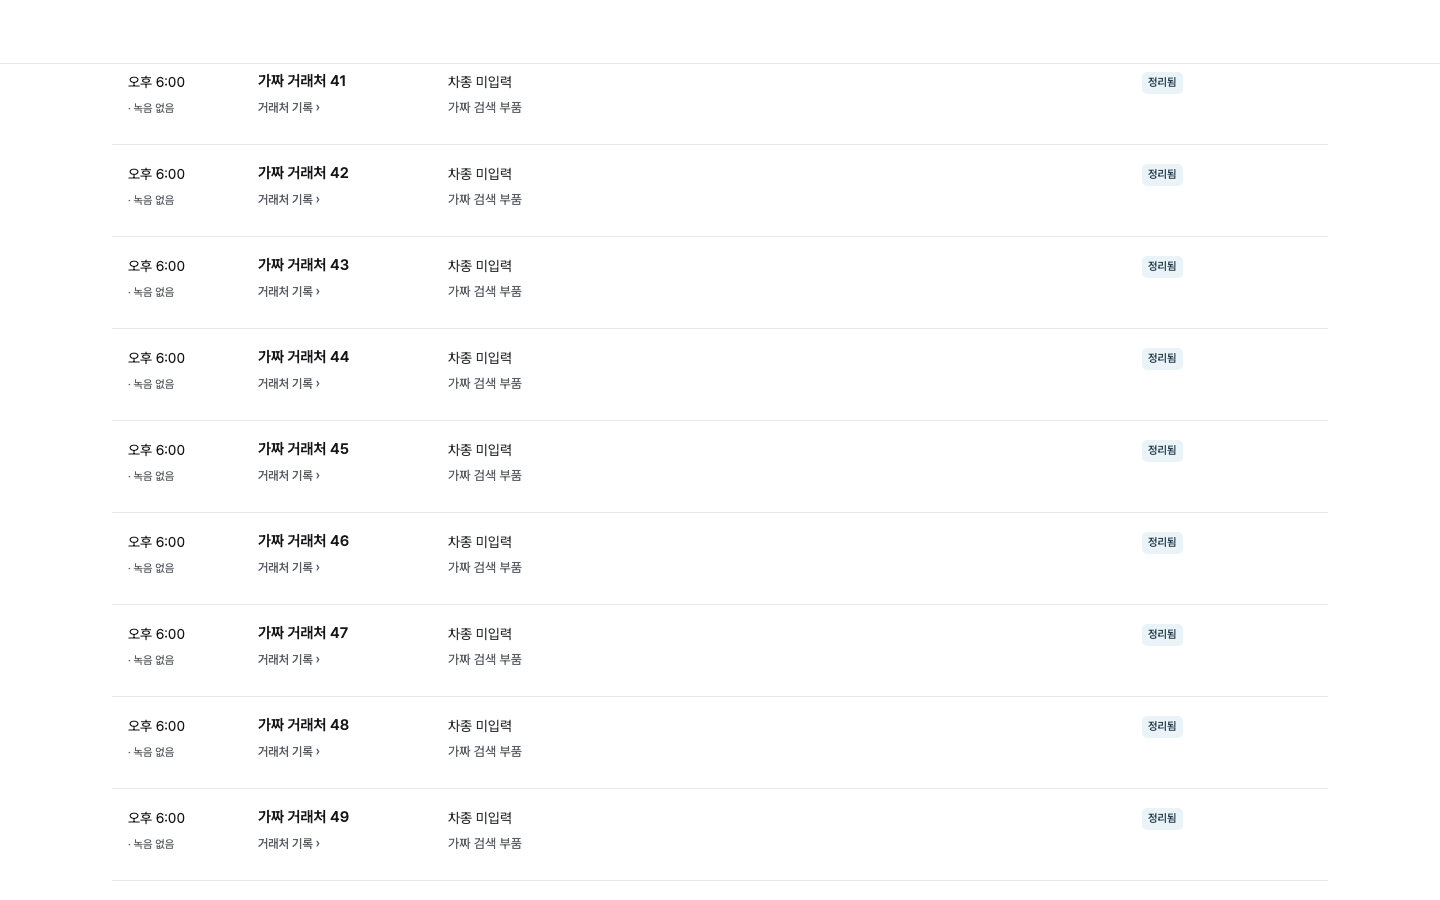 오후 6:00 가짜 거래처 41 차종 미입력 정리됨
· 녹음 없음 거래처 기록 › 가짜 검색 부품
오후 6:00 가짜 거래처 42 차종 미입력 정리됨
· 녹음 없음 거래처 기록 › 가짜 검색 부품
오후 6:00 가짜 거래처 43 차종 미입력 정리됨
· 녹음 없음 거래처 기록 › 가짜 검색 부품
오후 6:00 가짜 거래처 44 차종 미입력 정리됨
· 녹음 없음 거래처 기록 › 가짜 검색 부품
오후 6:00 가짜 거래처 45 차종 미입력 정리됨
· 녹음 없음 거래처 기록 › 가짜 검색 부품
오후 6:00 가짜 거래처 46 차종 미입력 정리됨
· 녹음 없음 거래처 기록 › 가짜 검색 부품
오후 6:00 가짜 거래처 47 차종 미입력 정리됨
· 녹음 없음 거래처 기록 › 가짜 검색 부품
오후 6:00 가짜 거래처 48 차종 미입력 정리됨
· 녹음 없음 거래처 기록 › 가짜 검색 부품
오후 6:00 가짜 거래처 49 차종 미입력 정리됨
· 녹음 없음 거래처 기록 › 가짜 검색 부품